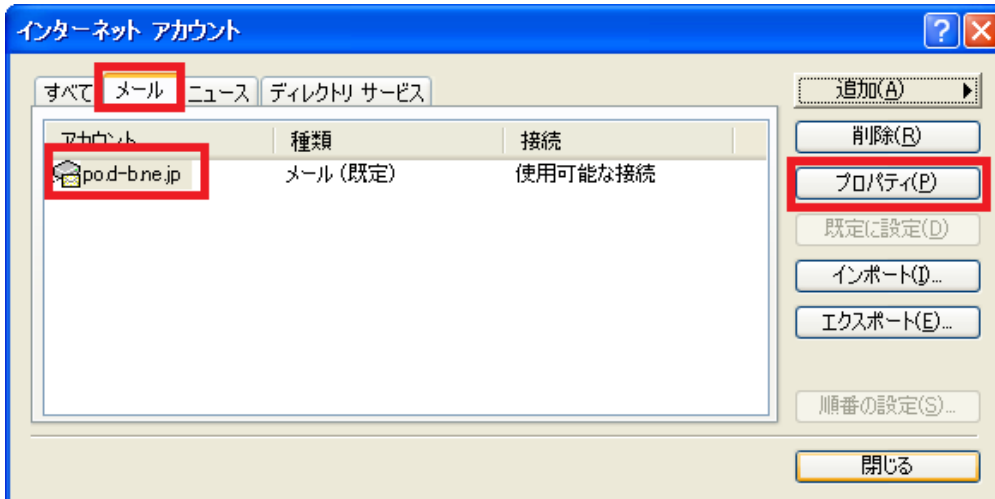 インターネット アカウント
すべて メール ニュース ディレクトリ サービス
アカウント 種類 接続
po.d-b.ne.jp メール (既定) 使用可能な接続
追加(A)
削除(R)
プロパティ(P)
既定に設定(D)
インポート(I)...
エクスポート(E)...
順番の設定(S)...
閉じる